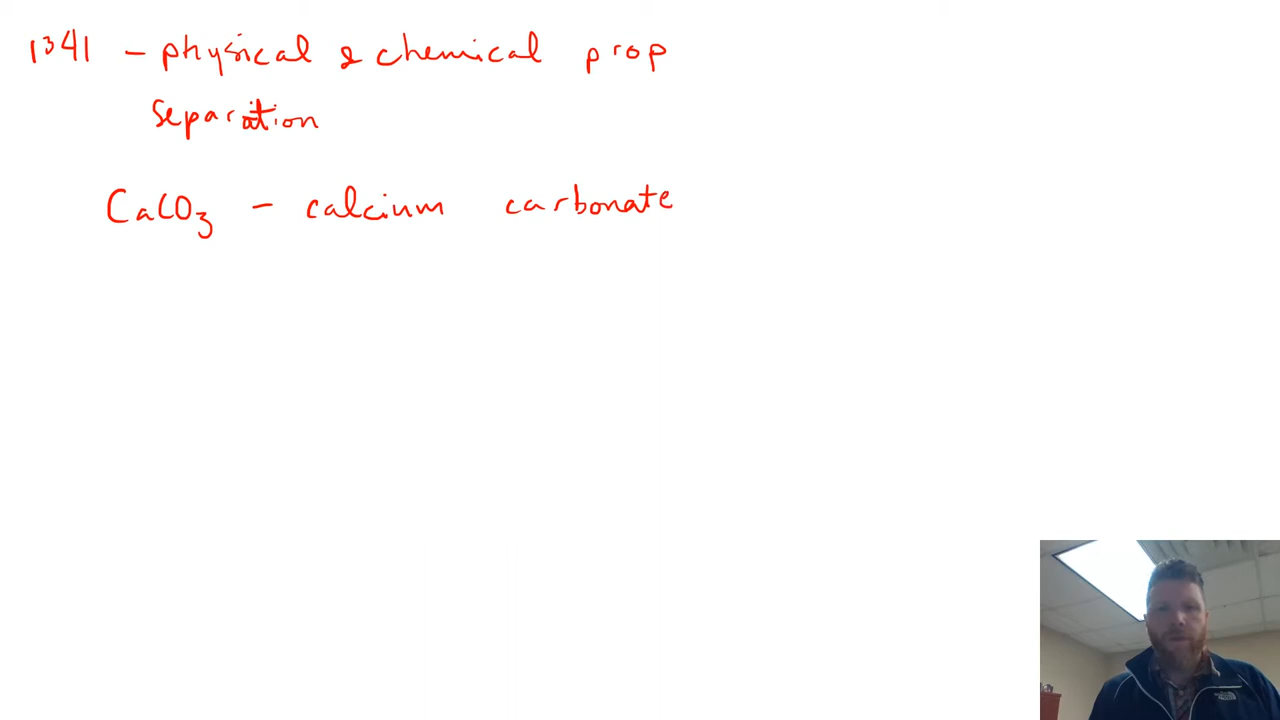 1341 - physical & chemical prop
separation
CaCO₃ - calcium carbonate